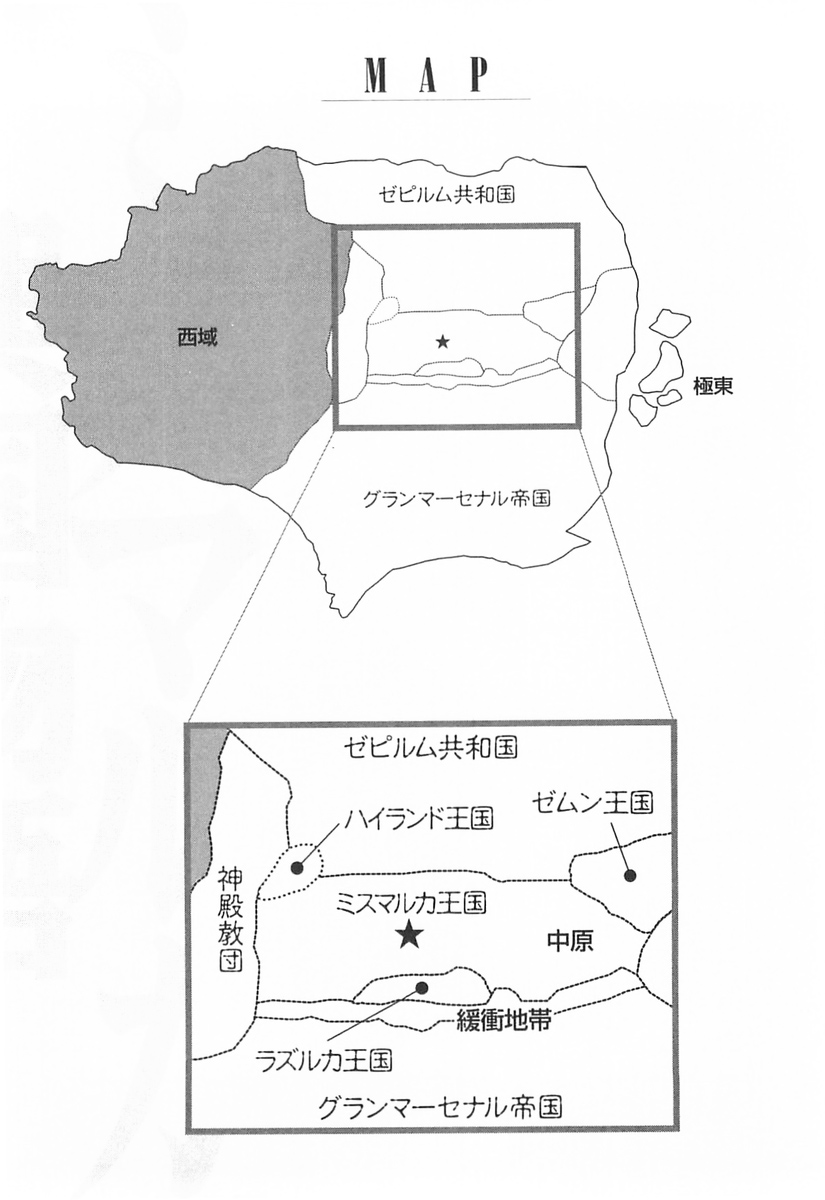 MAP
ゼピルム共和国
西域
極東
グランマーセナル帝国
ゼピルム共和国
ゼムン王国
ハイランド王国
神殿教団
ミスマルカ王国
中原
緩衝地帯
ラズルカ王国
グランマーセナル帝国